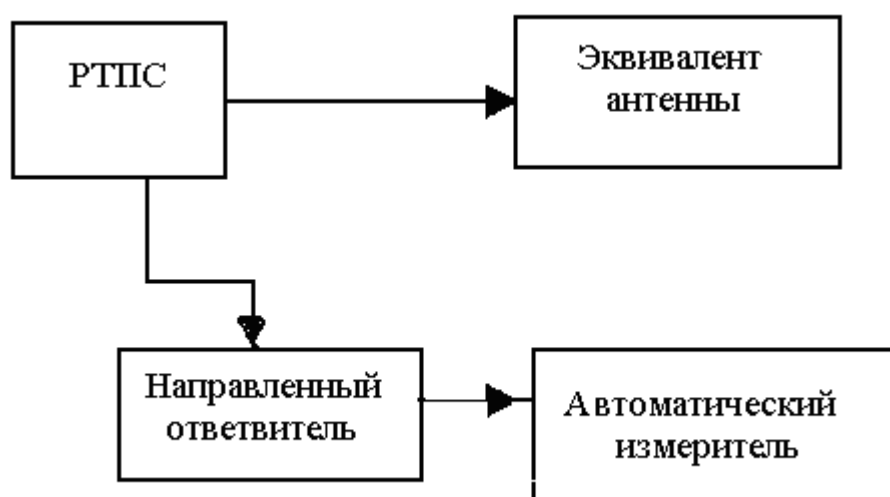 РТПС
Эквивалент
антенны
Направленный
ответвитель
Автоматический
измеритель